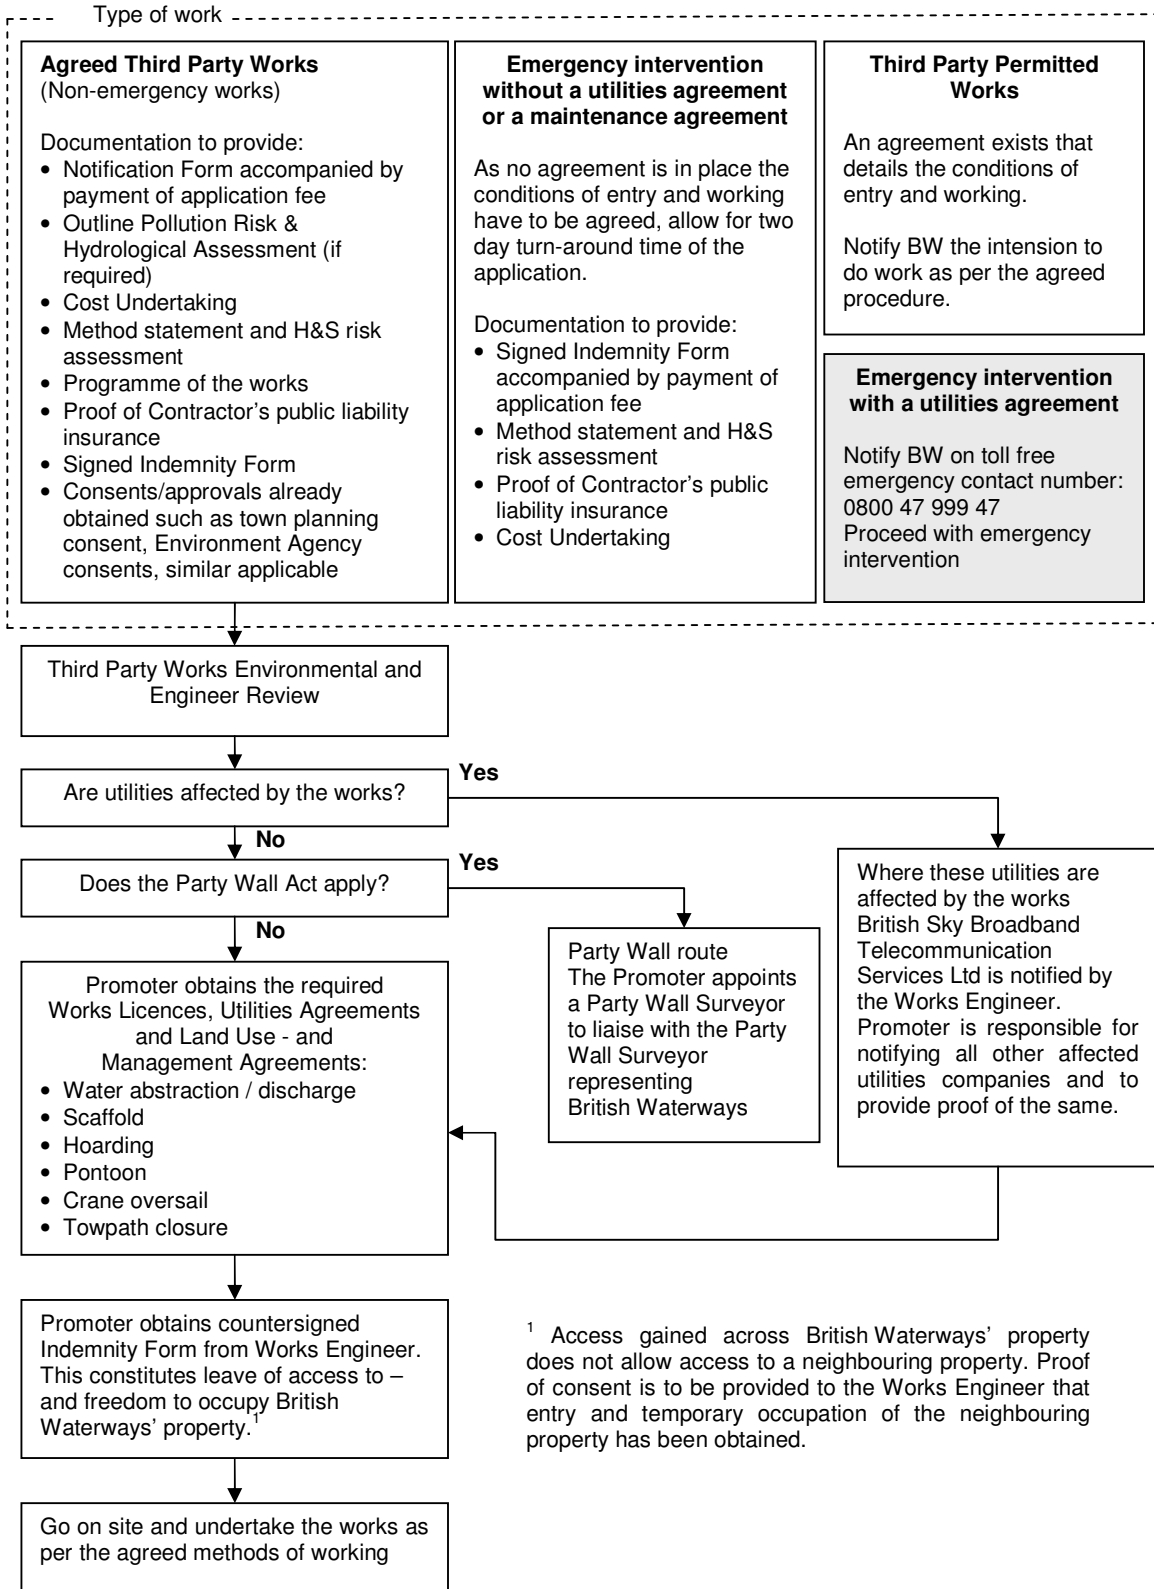 Type of work
Agreed Third Party Works
(Non-emergency works)
Documentation to provide:
• Notification Form accompanied by
payment of application fee
• Outline Pollution Risk &
Hydrological Assessment (if
required)
• Cost Undertaking
• Method statement and H&S risk
assessment
• Programme of the works
• Proof of Contractor's public liability
insurance
• Signed Indemnity Form
• Consents/approvals already
obtained such as town planning
consent, Environment Agency
consents, similar applicable
Emergency intervention
without a utilities agreement
or a maintenance agreement
As no agreement is in place the
conditions of entry and working
have to be agreed, allow for two
day turn-around time of the
application.
Documentation to provide:
• Signed Indemnity Form
accompanied by payment of
application fee
• Method statement and H&S
risk assessment
• Proof of Contractor's public
liability insurance
• Cost Undertaking
Third Party Permitted
Works
An agreement exists that
details the conditions of
entry and working.
Notify BW the intension to
do work as per the agreed
procedure.
Emergency intervention
with a utilities agreement
Notify BW on toll free
emergency contact number:
0800 47 999 47
Proceed with emergency
intervention
Third Party Works Environmental and
Engineer Review
Are utilities affected by the works?
Yes
No
Does the Party Wall Act apply?
Yes
No
Where these utilities are
affected by the works
British Sky Broadband
Telecommunication
Services Ltd is notified by
the Works Engineer.
Promoter is responsible for
notifying all other affected
utilities companies and to
provide proof of the same.
Party Wall route
The Promoter appoints
a Party Wall Surveyor
to liaise with the Party
Wall Surveyor
representing
British Waterways
Promoter obtains the required
Works Licences, Utilities Agreements
and Land Use - and
Management Agreements:
• Water abstraction / discharge
• Scaffold
• Hoarding
• Pontoon
• Crane oversail
• Towpath closure
Promoter obtains countersigned
Indemnity Form from Works Engineer.
This constitutes leave of access to –
and freedom to occupy British
Waterways' property.1
1 Access gained across British Waterways' property
does not allow access to a neighbouring property. Proof
of consent is to be provided to the Works Engineer that
entry and temporary occupation of the neighbouring
property has been obtained.
Go on site and undertake the works as
per the agreed methods of working